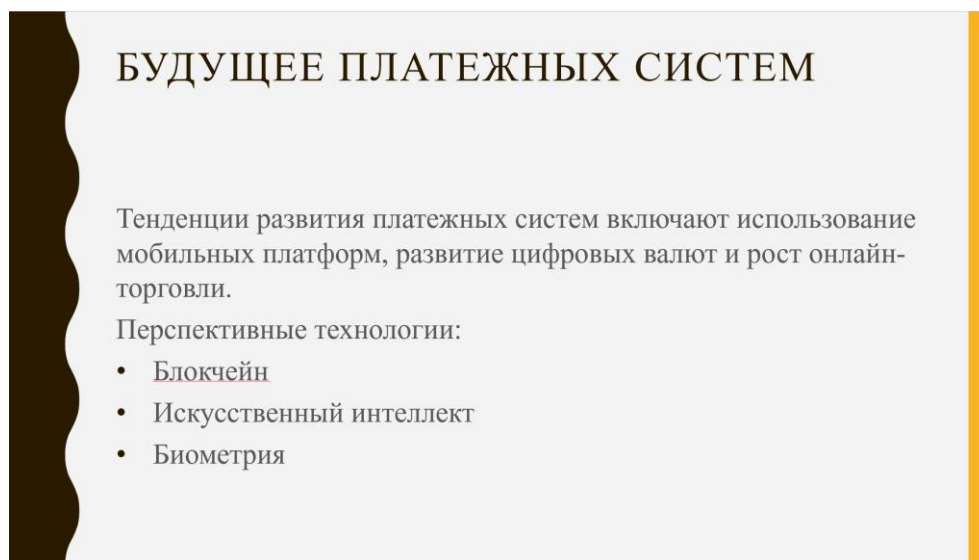 БУДУЩЕЕ ПЛАТЕЖНЫХ СИСТЕМ
Тенденции развития платежных систем включают использование
мобильных платформ, развитие цифровых валют и рост онлайн-
торговли.
Перспективные технологии:
• Блокчейн
• Искусственный интеллект
• Биометрия